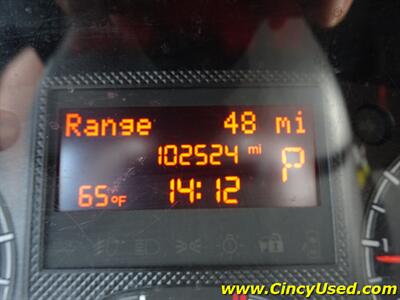 Range 48 mi
102524 mi P
65°F 14:12
www.CincyUsed.com